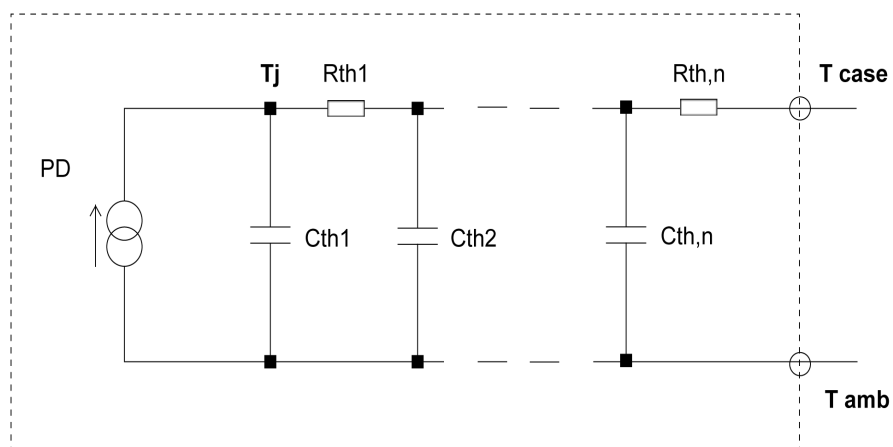 Tj Rth1 Rth,n T case
PD
Cth1 Cth2 Cth,n
T amb